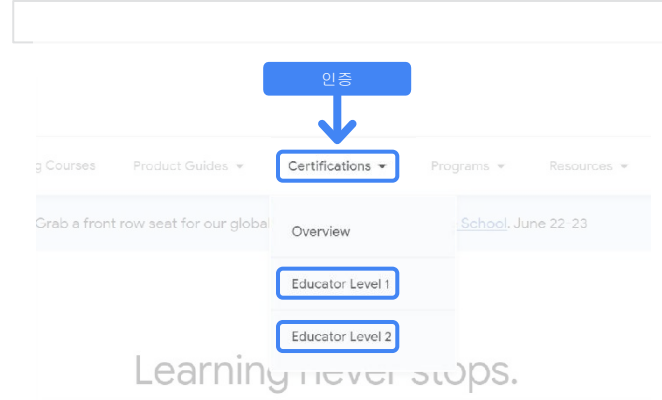 인증
g Courses Product Guides Certifications Programs Resources
Grab a front row seat for our globa School. June 22-23
Overview
Educator Level 1
Educator Level 2
Learning never stops.